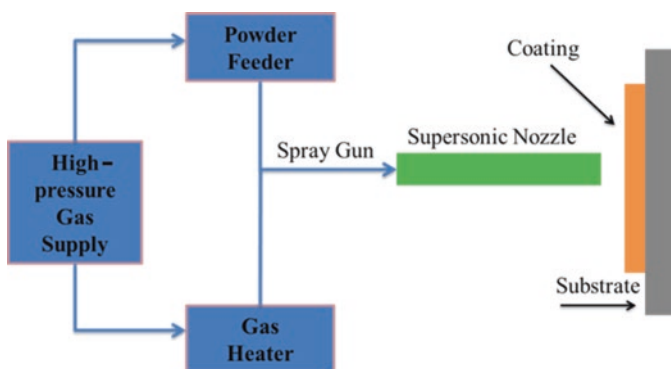 Powder
Feeder
High-
pressure
Gas
Supply
Gas
Heater
Spray Gun
Supersonic Nozzle
Coating
Substrate